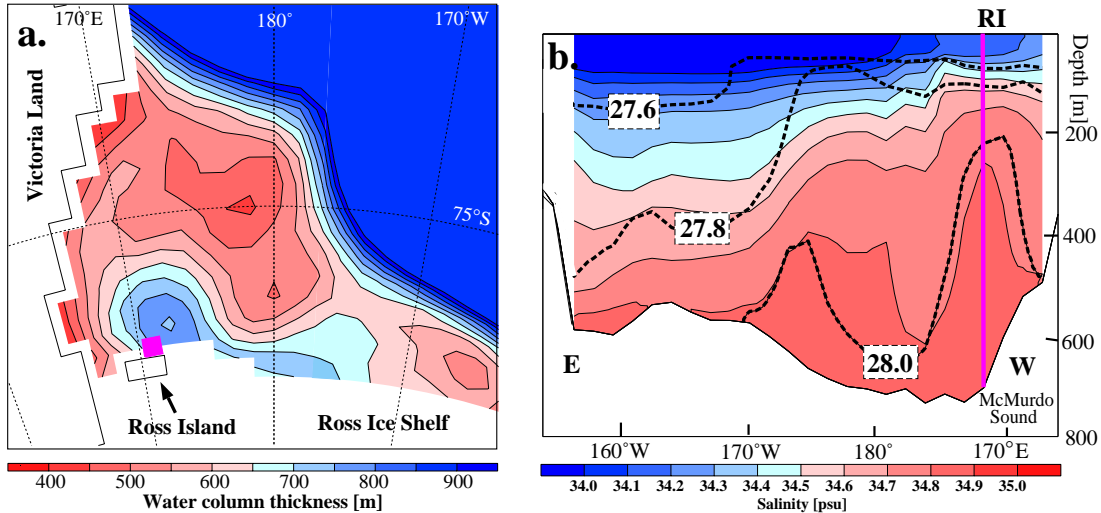 a.
170°E
180°
170°W
75°S
Victoria Land
Ross Island
Ross Ice Shelf
400 500 600 700 800 900
Water column thickness [m]
b.
RI
27.6
27.8
28.0
E
W
McMurdo
Sound
Depth [m]
200
400
600
800
160°W 170°W 180° 170°E
34.0 34.1 34.2 34.3 34.4 34.5 34.6 34.7 34.8 34.9 35.0
Salinity [psu]